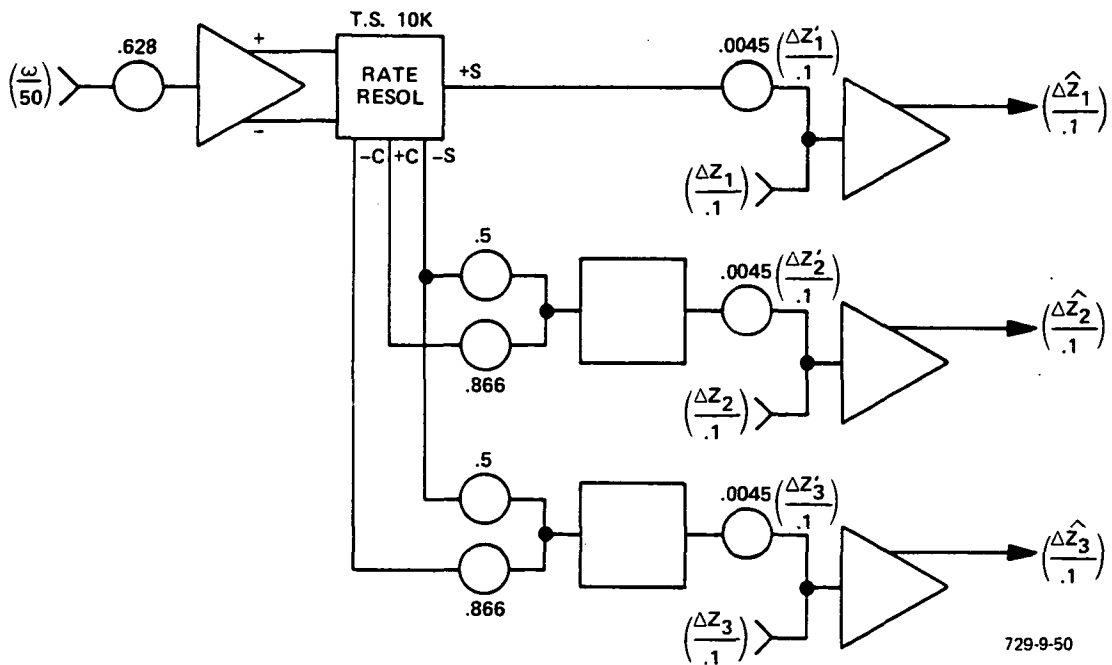 T.S. 10K
.628
(ω/50)
+
-
RATE
RESOL
+S
-C +C -S
.0045 (ΔZ′1/.1)
(ΔZ1/.1)
(ΔẐ1/.1)
.5
.866
.0045 (ΔZ′2/.1)
(ΔZ2/.1)
(ΔẐ2/.1)
.5
.866
.0045 (ΔZ′3/.1)
(ΔZ3/.1)
(ΔẐ3/.1)
729-9-50